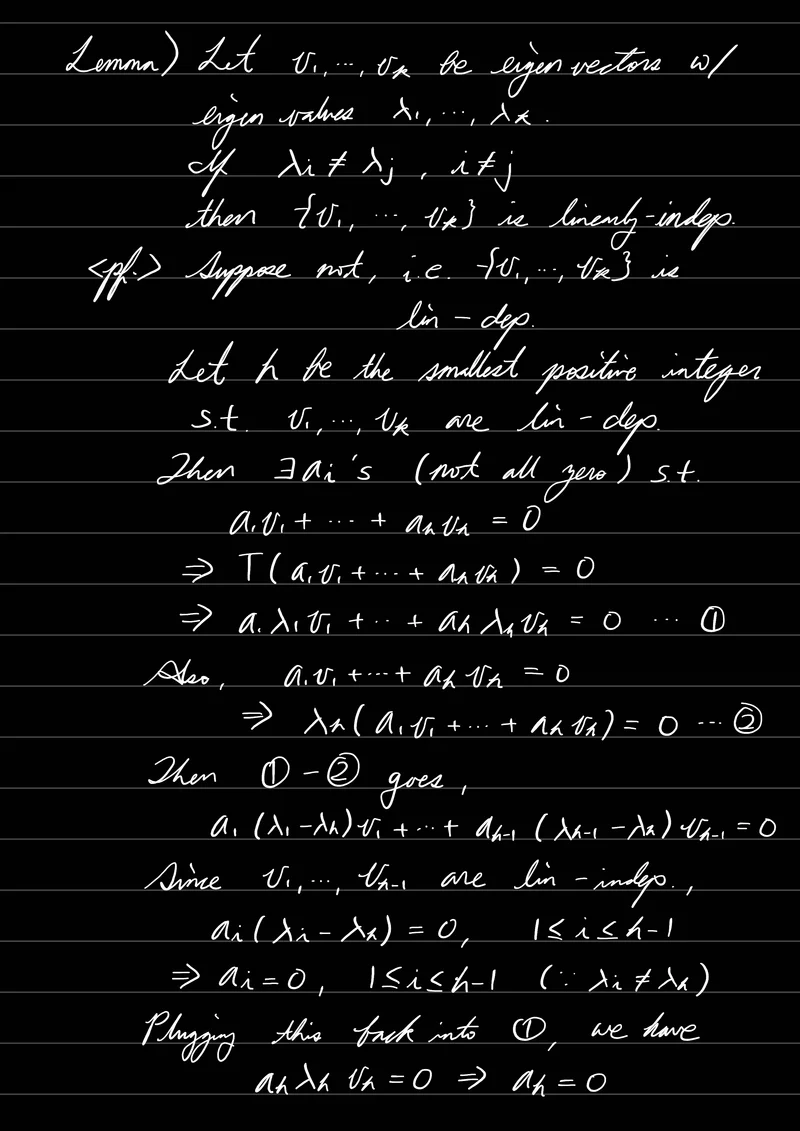 Lemma) Let v₁, ⋯, vₖ be eigen vectors w/
eigen values λ₁, ⋯, λₖ.
If λi ≠ λj , i ≠ j
then {v₁, ⋯, vₖ} is linearly-indep.
<pf.> Suppose not, i.e. {v₁, ⋯, vₖ} is
lin-dep.
Let h be the smallest positive integer
s.t. v₁, ⋯, vₖ are lin-dep.
Then ∃ai's (not all zero) s.t.
a₁v₁ + ⋯ + aₕvₕ = 0
⇒ T(a₁v₁ + ⋯ + aₕvₕ) = 0
⇒ a₁λ₁v₁ + ⋯ + aₕλₕvₕ = 0 ⋯ ①
Also, a₁v₁ + ⋯ + aₕvₕ = 0
⇒ λₕ(a₁v₁ + ⋯ + aₕvₕ) = 0 ⋯ ②
Then ① - ② goes,
a₁(λ₁ - λₕ)v₁ + ⋯ + aₕ₋₁(λₕ₋₁ - λₕ)vₕ₋₁ = 0
Since v₁, ⋯, vₕ₋₁ are lin-indep.,
ai(λi - λₕ) = 0, 1 ≤ i ≤ h-1
⇒ ai = 0, 1 ≤ i ≤ h-1 (∵ λi ≠ λₕ)
Plugging this back into ①, we have
aₕλₕvₕ = 0 ⇒ aₕ = 0